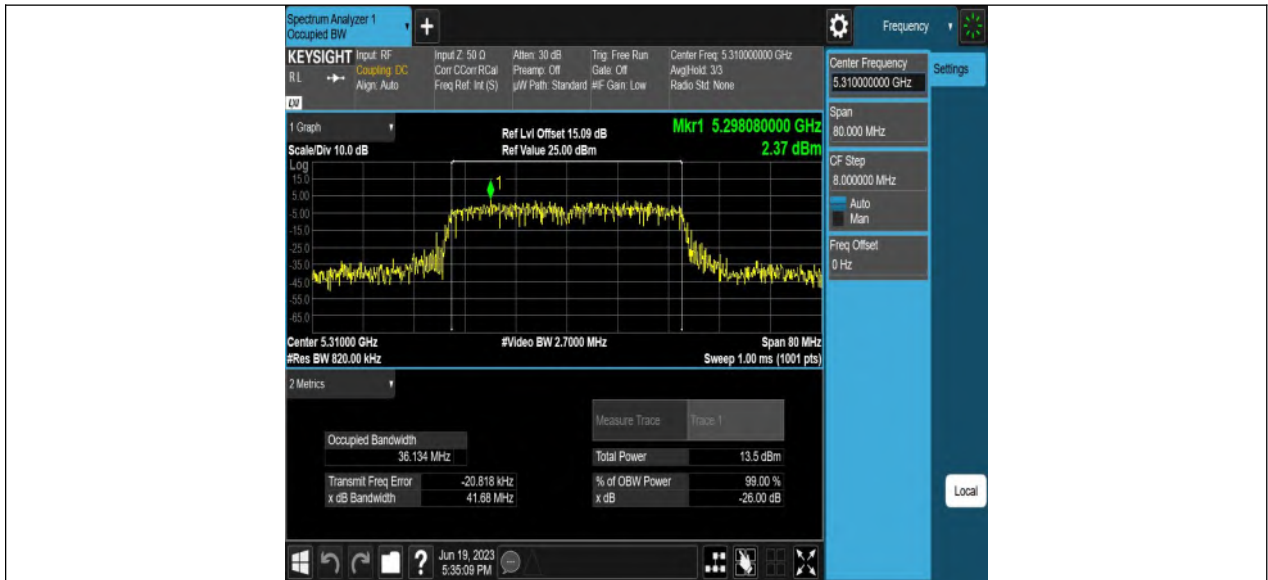 Spectrum Analyzer 1
Occupied BW
+
Frequency
KEYSIGHT
RL
LXI
Input: RF
Coupling: DC
Align: Auto
Input Z: 50 Ω
Corr CCorr RCal
Freq Ref: Int (S)
Atten: 30 dB
Preamp: Off
µW Path: Standard
Trig: Free Run
Gate: Off
#IF Gain: Low
Center Freq: 5.310000000 GHz
Avg|Hold: 3/3
Radio Std: None
Center Frequency
5.310000000 GHz
Settings
Span
80.000 MHz
CF Step
8.000000 MHz
Auto
Man
Freq Offset
0 Hz
Local
1 Graph
Scale/Div 10.0 dB
Ref Lvl Offset 15.09 dB
Ref Value 25.00 dBm
Mkr1 5.298080000 GHz
2.37 dBm
Log
15.0
5.00
-5.00
-15.0
-25.0
-35.0
-45.0
-55.0
-65.0
1
Center 5.31000 GHz
#Res BW 820.00 kHz
#Video BW 2.7000 MHz
Span 80 MHz
Sweep 1.00 ms (1001 pts)
2 Metrics
Measure Trace Trace 1
Occupied Bandwidth
36.134 MHz
Total Power 13.5 dBm
Transmit Freq Error -20.818 kHz
% of OBW Power 99.00 %
x dB Bandwidth 41.68 MHz
x dB -26.00 dB
?
Jun 19, 2023
5:35:09 PM